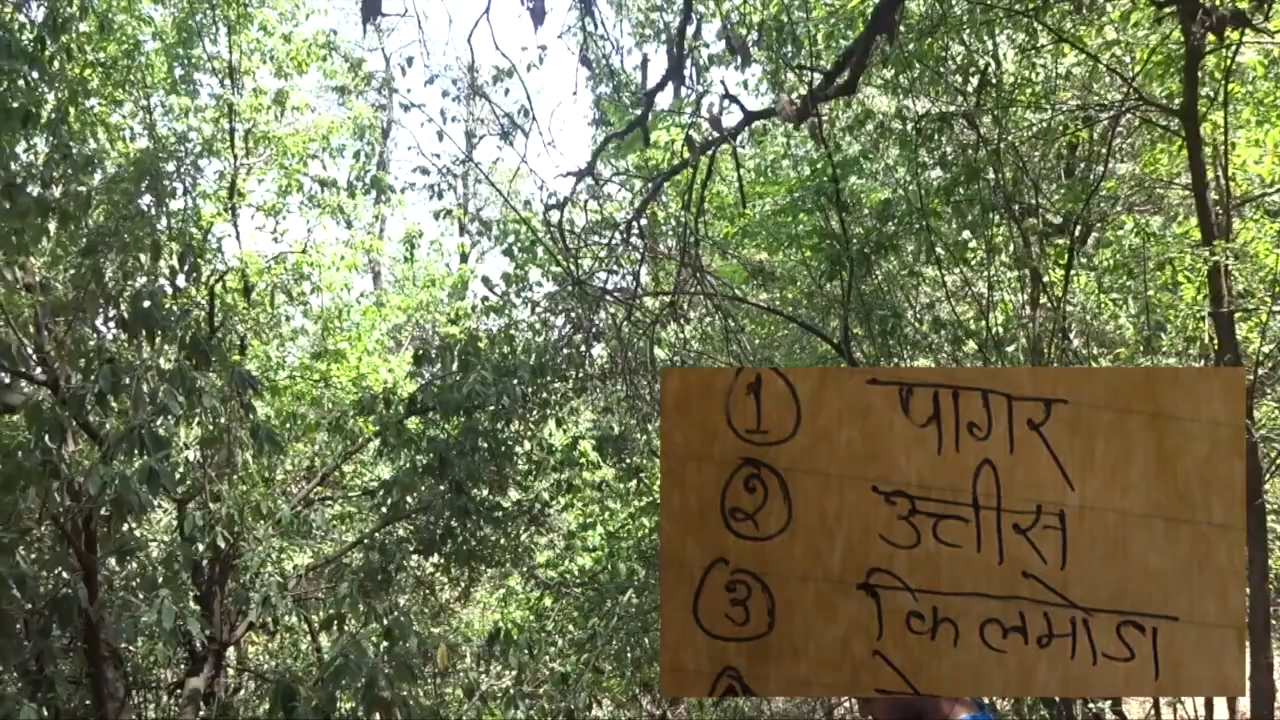 ① पागर
② उत्तीस
③ किलमोडा